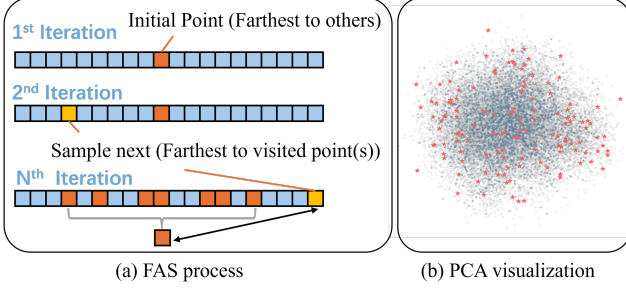 Initial Point (Farthest to others)
1st Iteration
2nd Iteration
Sample next (Farthest to visited point(s))
Nth Iteration
(a) FAS process
(b) PCA visualization